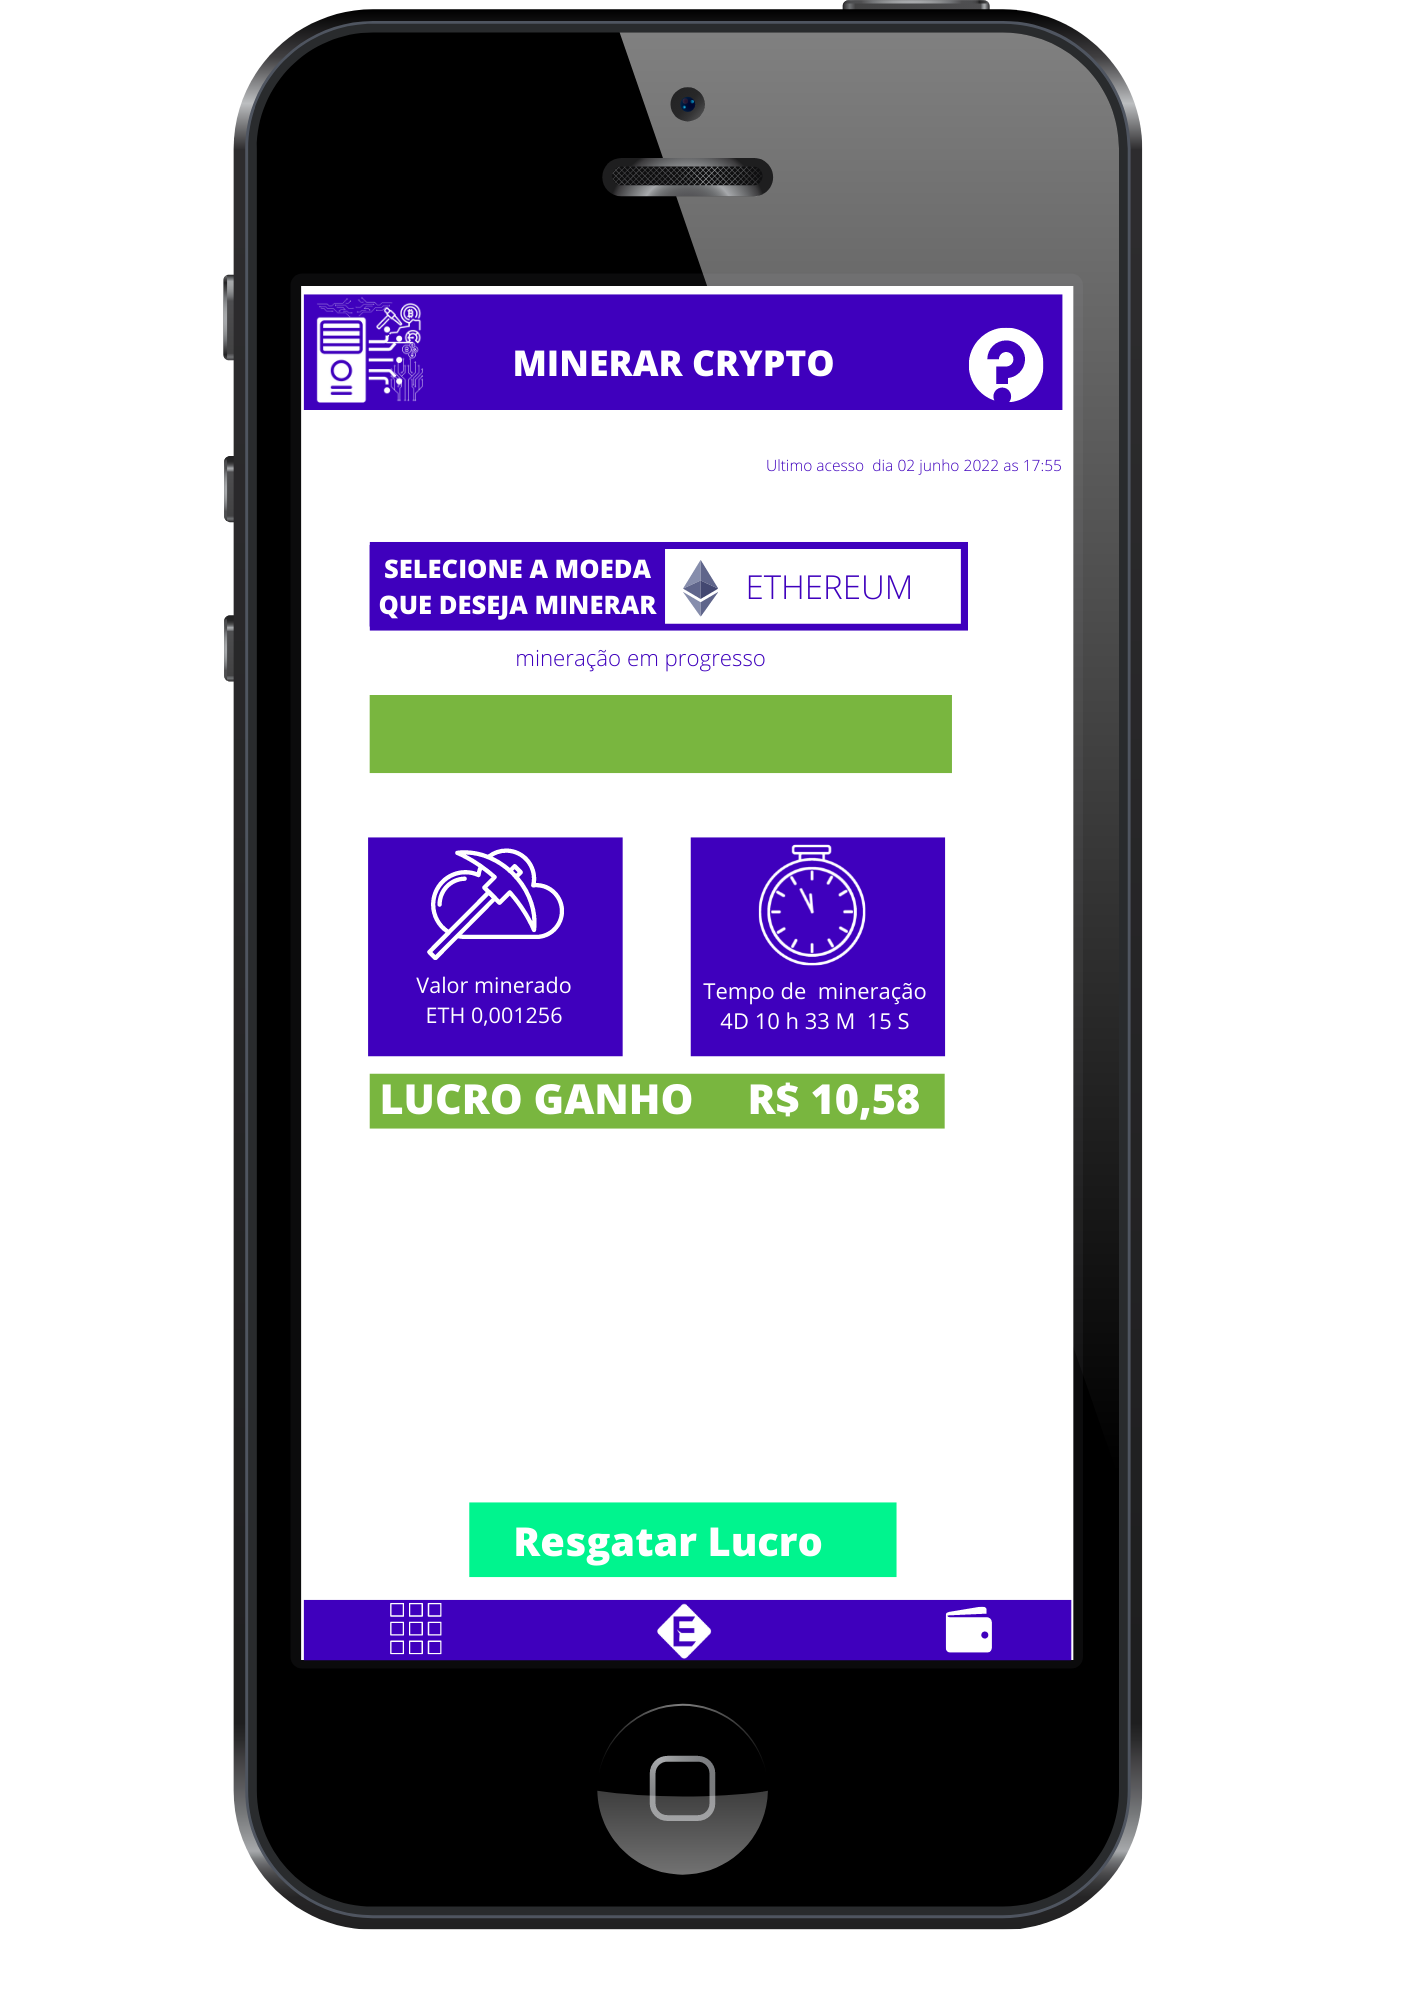 MINERAR CRYPTO
Ultimo acesso  dia 02 junho 2022 as 17:55
SELECIONE A MOEDA
QUE DESEJA MINERAR
ETHEREUM
mineração em progresso
Valor minerado
ETH 0,001256
Tempo de  mineração
4D 10 h 33 M  15 S
LUCRO GANHO R$ 10,58
Resgatar Lucro
E